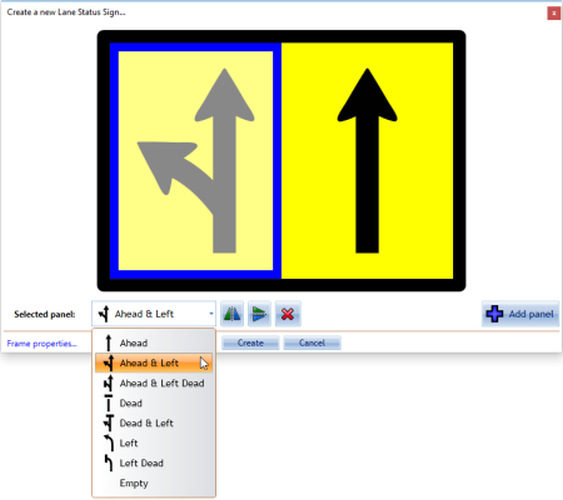 Create a new Lane Status Sign...
x
Selected panel:
Ahead & Left
Add panel
Frame properties...
Create
Cancel
Ahead
Ahead & Left
Ahead & Left Dead
Dead
Dead & Left
Left
Left Dead
Empty